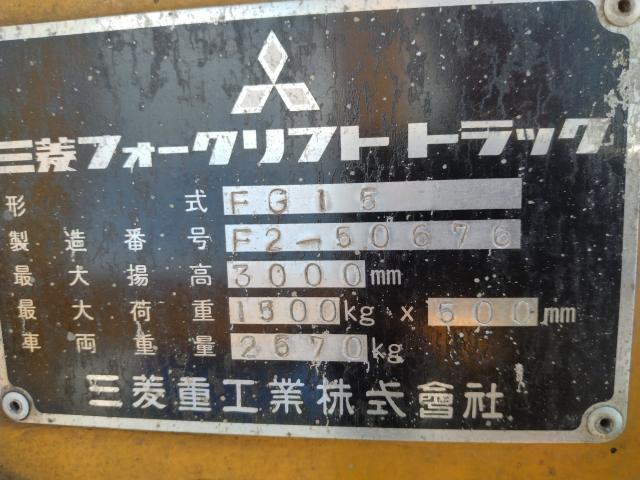 三菱フォークリフトトラック
形式 FG15
製造番号 F2-50676
最大揚高 3000mm
最大荷重 1500kg x 500mm
車両重量 2670kg
三菱重工業株式會社